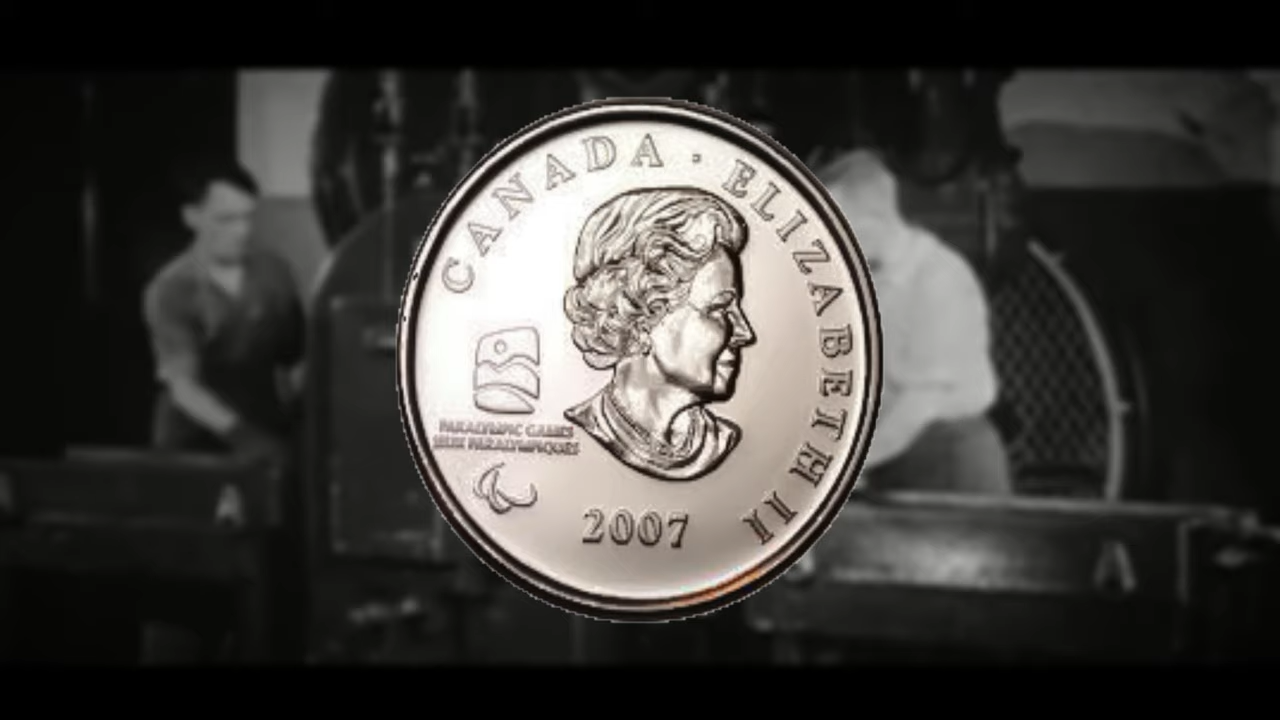 CANADA · ELIZABETH II
PARALYMPIC GAMES
JEUX PARALYMPIQUES
2007
A
A